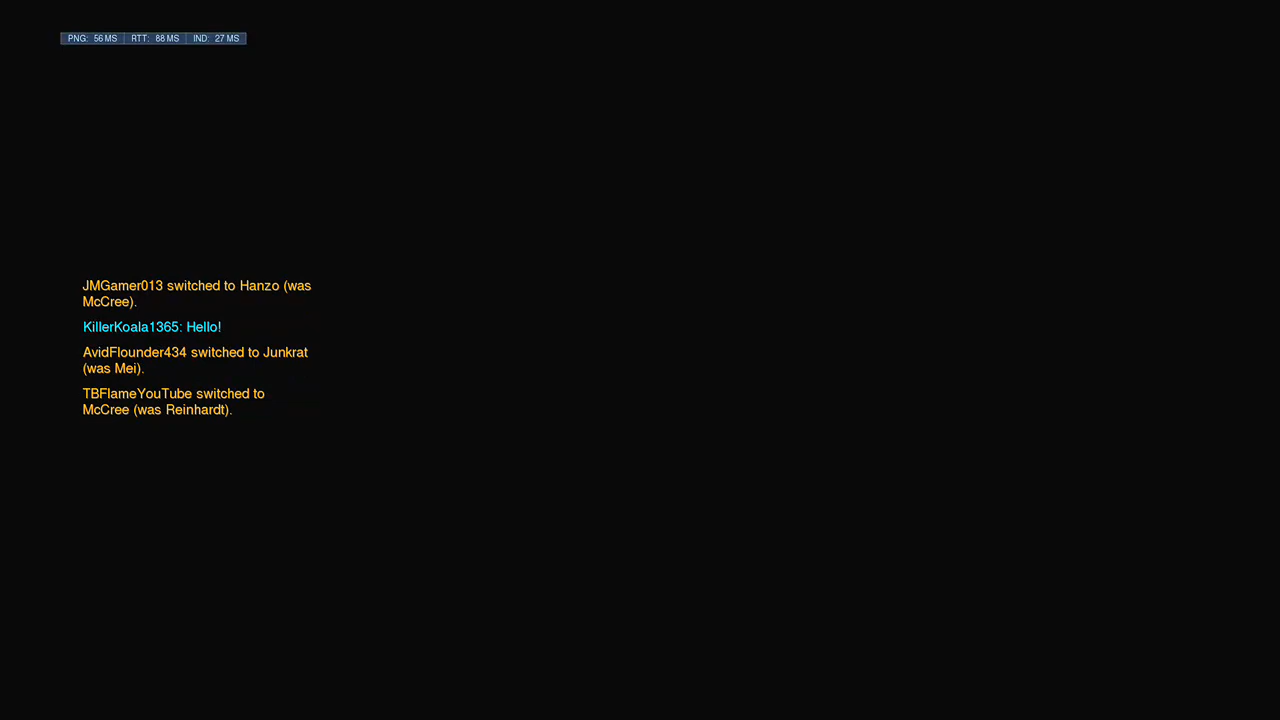 PNG: 56 MS RTT: 88 MS IND: 27 MS
JMGamer013 switched to Hanzo (was
McCree).
KillerKoala1365: Hello!
AvidFlounder434 switched to Junkrat
(was Mei).
TBFlameYouTube switched to
McCree (was Reinhardt).